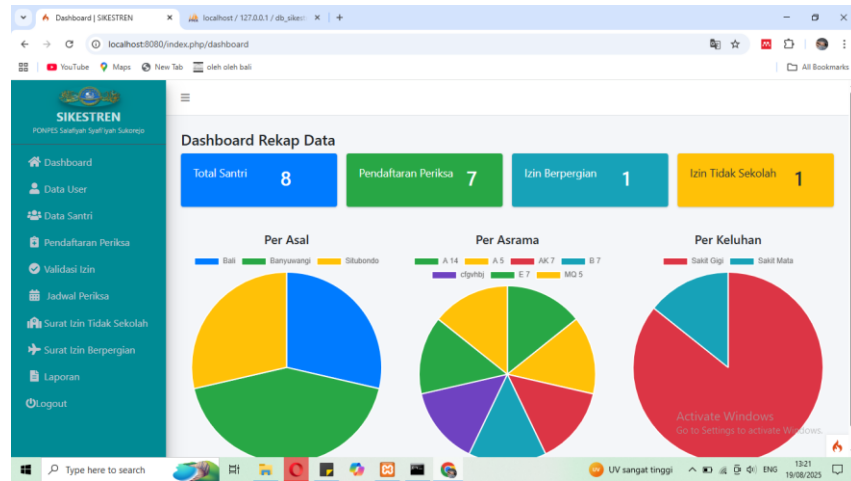 Dashboard | SIKESTREN
localhost / 127.0.0.1 / db_sikes
localhost:8080/index.php/dashboard
YouTube
Maps
New Tab
oleh oleh bali
All Bookmarks
SIKESTREN
PONPES Salafiyah Syafi'iyah Sukorejo
Dashboard
Data User
Data Santri
Pendaftaran Periksa
Validasi Izin
Jadwal Periksa
Surat Izin Tidak Sekolah
Surat Izin Berpergian
Laporan
Logout
Dashboard Rekap Data
Total Santri 8
Pendaftaran Periksa 7
Izin Berpergian 1
Izin Tidak Sekolah 1
Per Asal
Bali Banyuwangi Situbondo
Per Asrama
A 14 A 5 AK 7 B 7
cfgvhbj E 7 MQ 5
Per Keluhan
Sakit Gigi Sakit Mata
Activate Windows
Go to Settings to activate Windows.
Type here to search
UV
UV sangat tinggi
ENG
13:21
19/08/2025